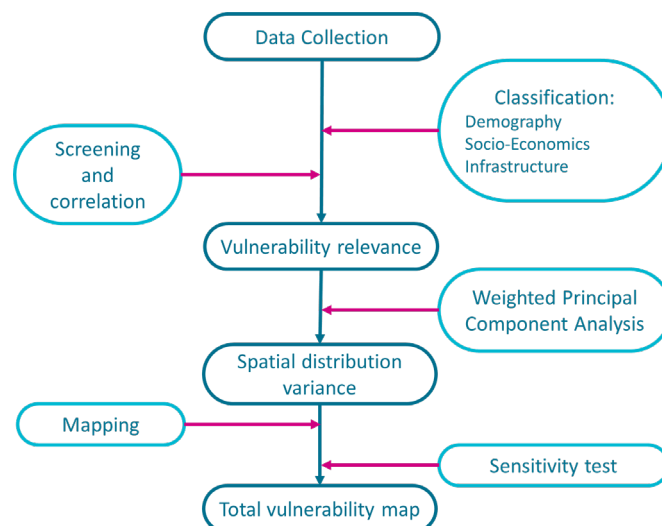 Data Collection
Classification:
Demography
Socio-Economics
Infrastructure
Screening
and
correlation
Vulnerability relevance
Weighted Principal
Component Analysis
Spatial distribution
variance
Mapping
Sensitivity test
Total vulnerability map